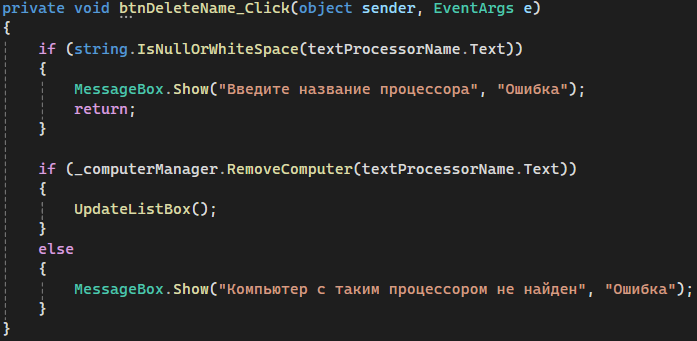 private void btnDeleteName_Click(object sender, EventArgs e)
{
if (string.IsNullOrWhiteSpace(textProcessorName.Text))
{
MessageBox.Show("Введите название процессора", "Ошибка");
return;
}
if (_computerManager.RemoveComputer(textProcessorName.Text))
{
UpdateListBox();
}
else
{
MessageBox.Show("Компьютер с таким процессором не найден", "Ошибка");
}
}